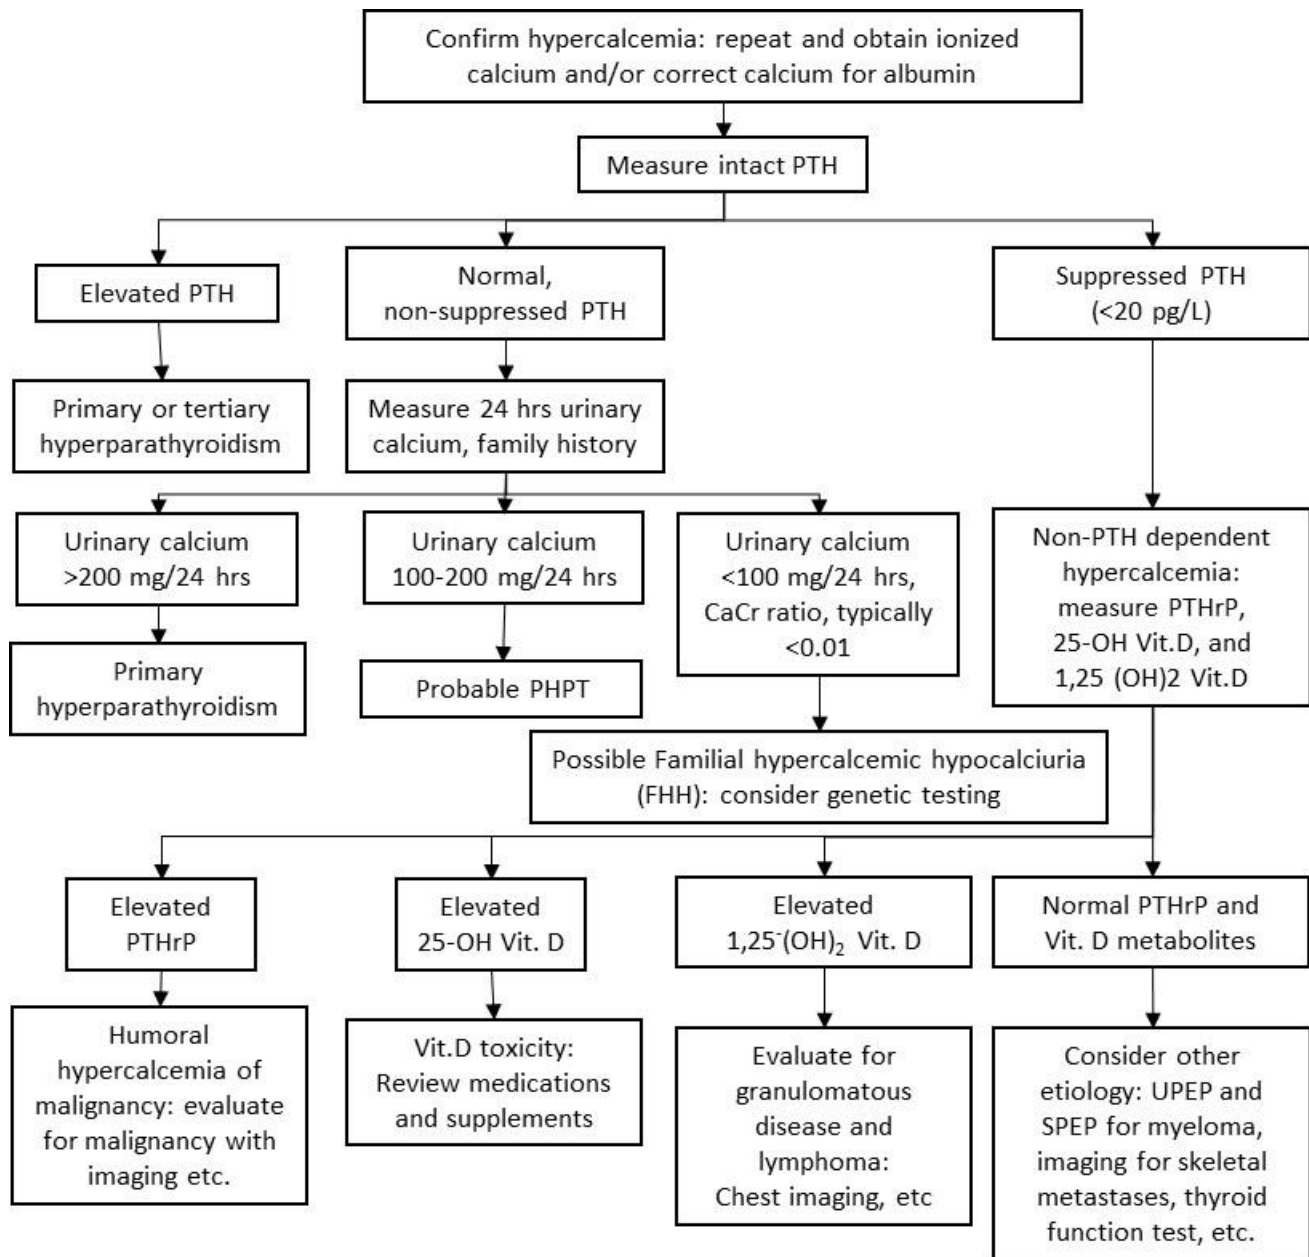 Confirm hypercalcemia: repeat and obtain ionized
calcium and/or correct calcium for albumin
Measure intact PTH
Elevated PTH
Normal,
non-suppressed PTH
Suppressed PTH
(<20 pg/L)
Primary or tertiary
hyperparathyroidism
Measure 24 hrs urinary
calcium, family history
Urinary calcium
>200 mg/24 hrs
Urinary calcium
100-200 mg/24 hrs
Urinary calcium
<100 mg/24 hrs,
CaCr ratio, typically
<0.01
Non-PTH dependent
hypercalcemia:
measure PTHrP,
25-OH Vit.D, and
1,25 (OH)2 Vit.D
Primary
hyperparathyroidism
Probable PHPT
Possible Familial hypercalcemic hypocalciuria
(FHH): consider genetic testing
Elevated
PTHrP
Elevated
25-OH Vit. D
Elevated
1,25⁻(OH)₂ Vit. D
Normal PTHrP and
Vit. D metabolites
Humoral
hypercalcemia of
malignancy: evaluate
for malignancy with
imaging etc.
Vit.D toxicity:
Review medications
and supplements
Evaluate for
granulomatous
disease and
lymphoma:
Chest imaging, etc
Consider other
etiology: UPEP and
SPEP for myeloma,
imaging for skeletal
metastases, thyroid
function test, etc.